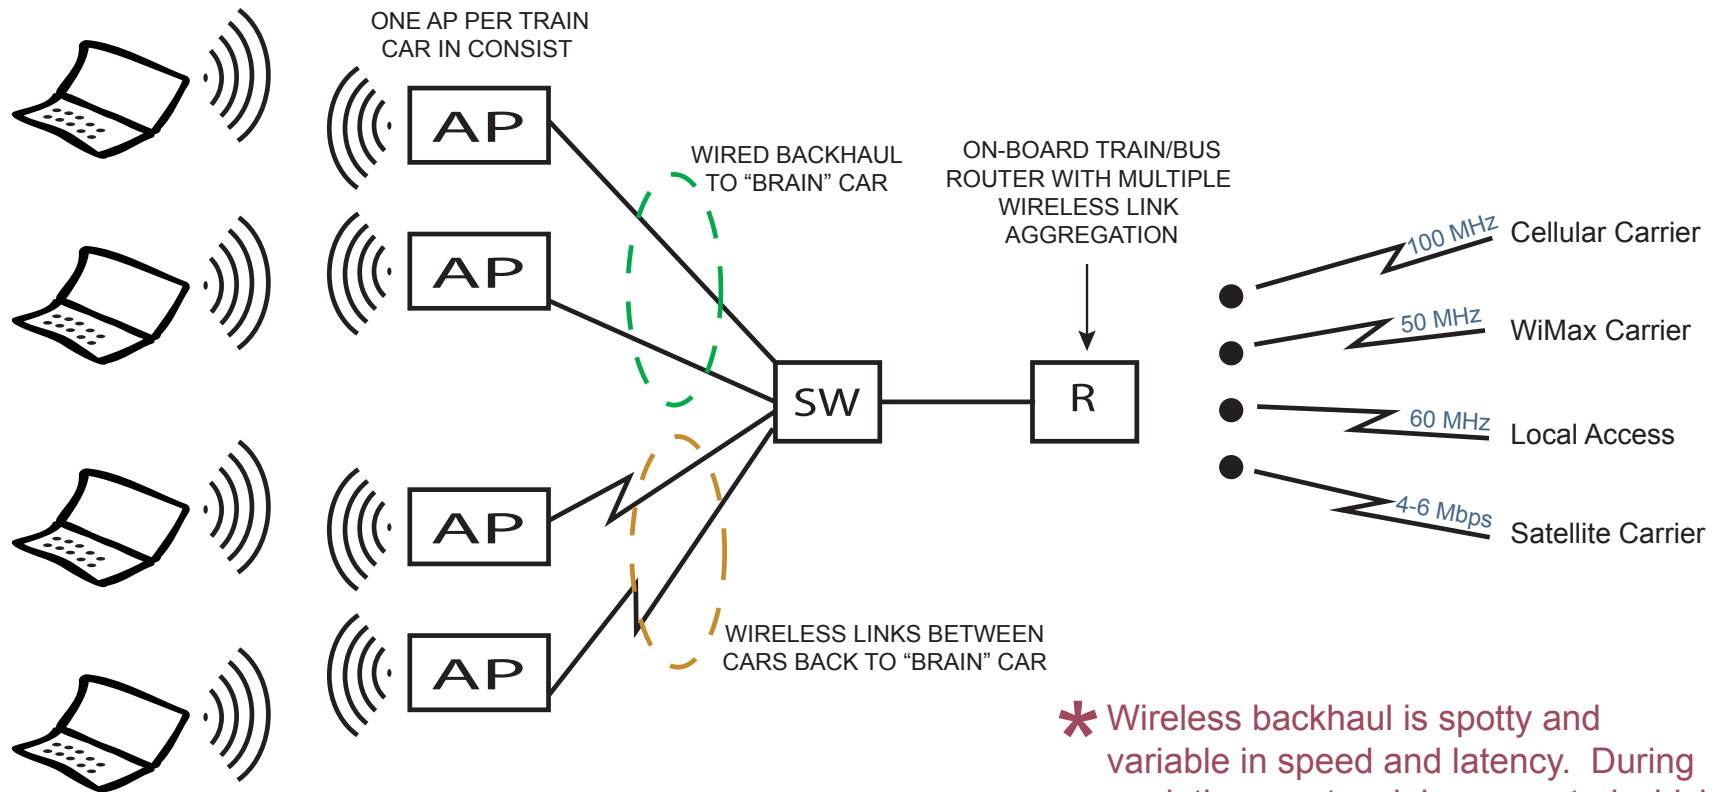 ONE AP PER TRAIN
CAR IN CONSIST
AP
AP
AP
AP
WIRED BACKHAUL
TO “BRAIN” CAR
WIRELESS LINKS BETWEEN
CARS BACK TO “BRAIN” CAR
SW
ON-BOARD TRAIN/BUS
ROUTER WITH MULTIPLE
WIRELESS LINK
AGGREGATION
R
100 MHz Cellular Carrier
50 MHz WiMax Carrier
60 MHz Local Access
4-6 Mbps Satellite Carrier
* Wireless backhaul is spotty and
variable in speed and latency. During